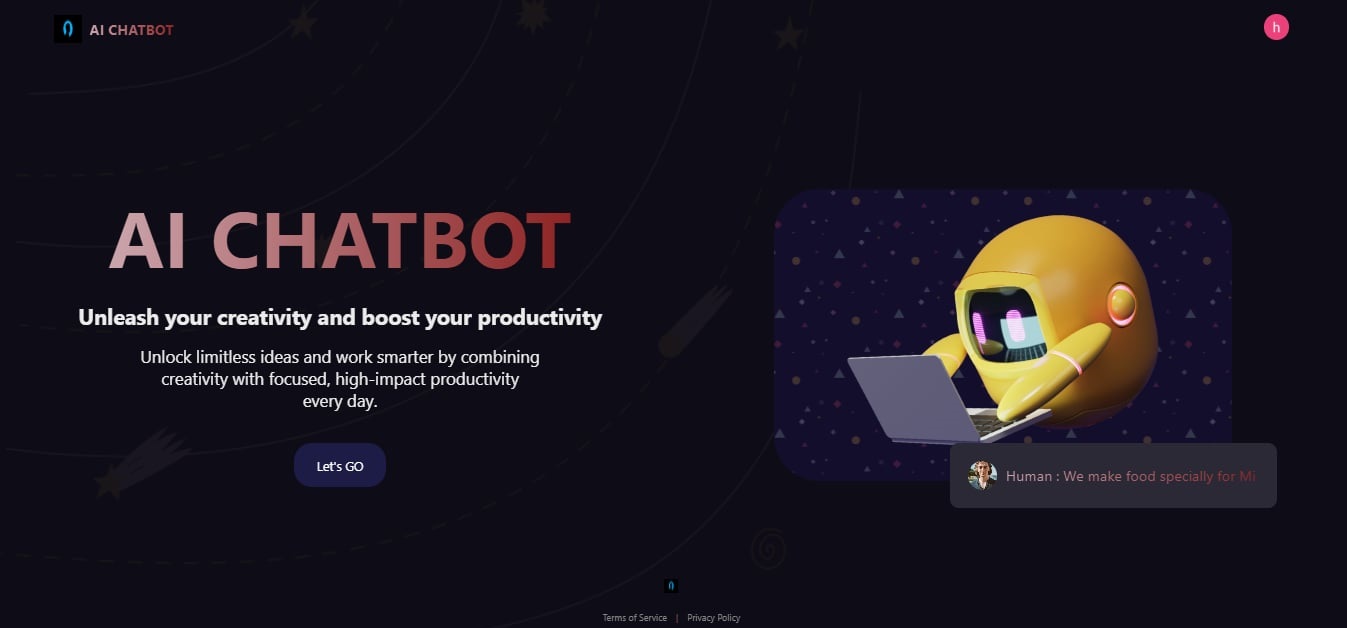 AI CHATBOT
h
AI CHATBOT
Unleash your creativity and boost your productivity
Unlock limitless ideas and work smarter by combining
creativity with focused, high-impact productivity
every day.
Let's GO
Human : We make food specially for Mi
Terms of Service | Privacy Policy